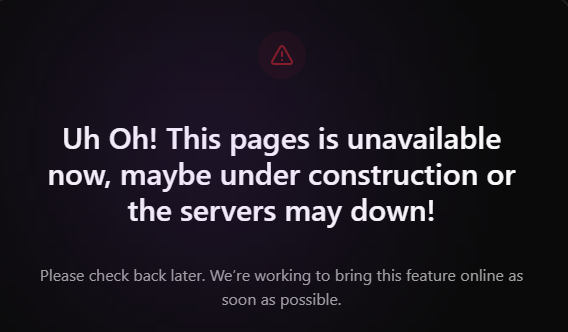 Uh Oh! This pages is unavailable
now, maybe under construction or
the servers may down!
Please check back later. We’re working to bring this feature online as
soon as possible.